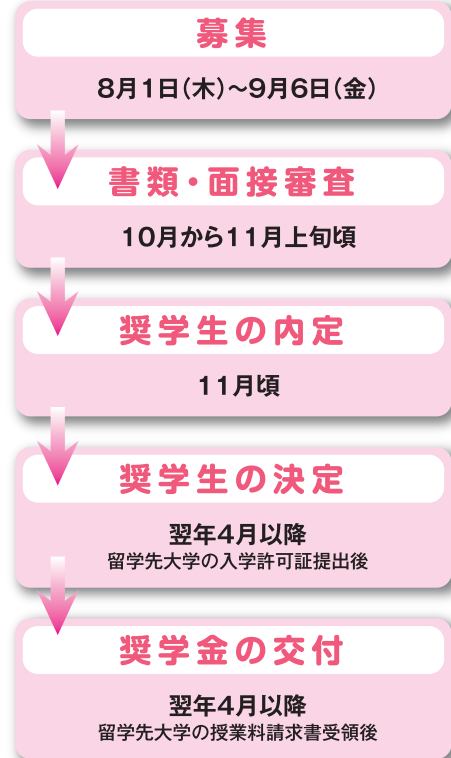 募集
8月1日(木)～9月6日(金)
書類・面接審査
10月から11月上旬頃
奨学生の内定
11月頃
奨学生の決定
翌年4月以降
留学先大学の入学許可証提出後
奨学金の交付
翌年4月以降
留学先大学の授業料請求書受領後